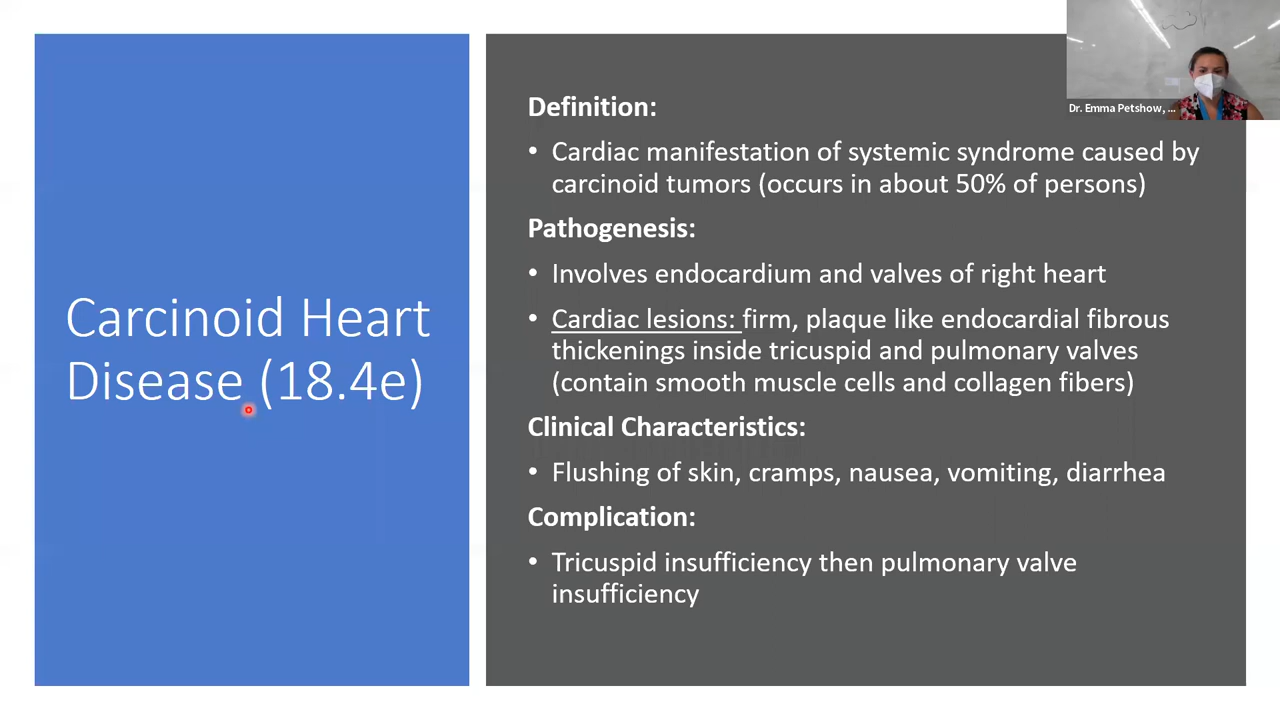 Carcinoid Heart
Disease (18.4e)
Definition:
• Cardiac manifestation of systemic syndrome caused by
carcinoid tumors (occurs in about 50% of persons)
Pathogenesis:
• Involves endocardium and valves of right heart
• Cardiac lesions: firm, plaque like endocardial fibrous
thickenings inside tricuspid and pulmonary valves
(contain smooth muscle cells and collagen fibers)
Clinical Characteristics:
• Flushing of skin, cramps, nausea, vomiting, diarrhea
Complication:
• Tricuspid insufficiency then pulmonary valve
insufficiency
Dr. Emma Petshow, ...